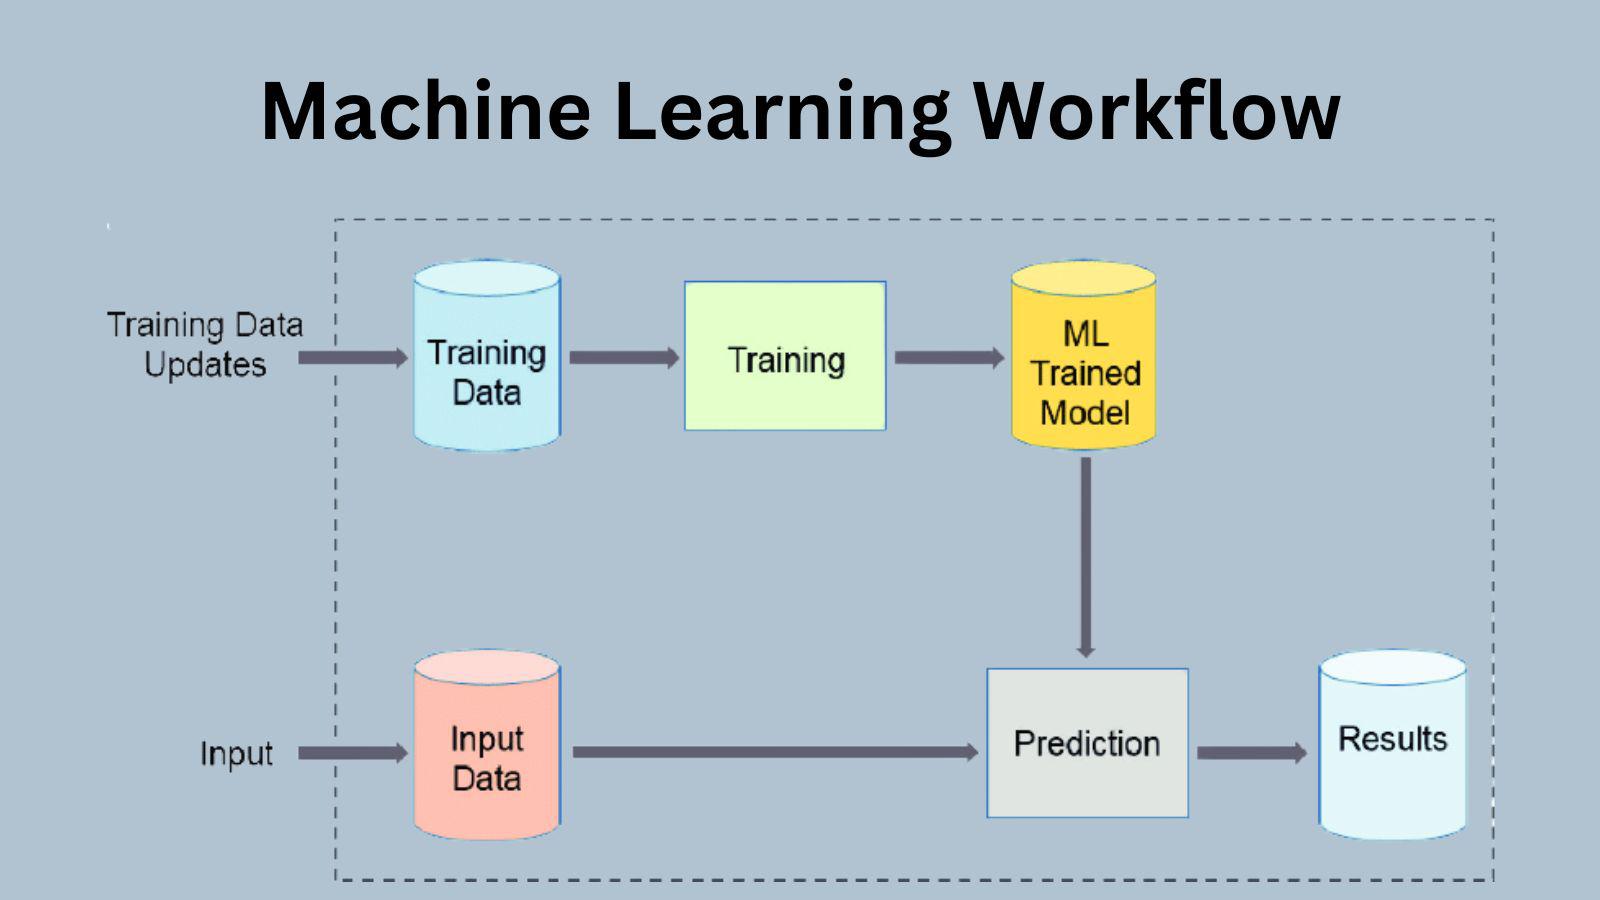 Machine Learning Workflow
Training Data
Updates
Training
Data
Training
ML
Trained
Model
Input
Input
Data
Prediction
Results